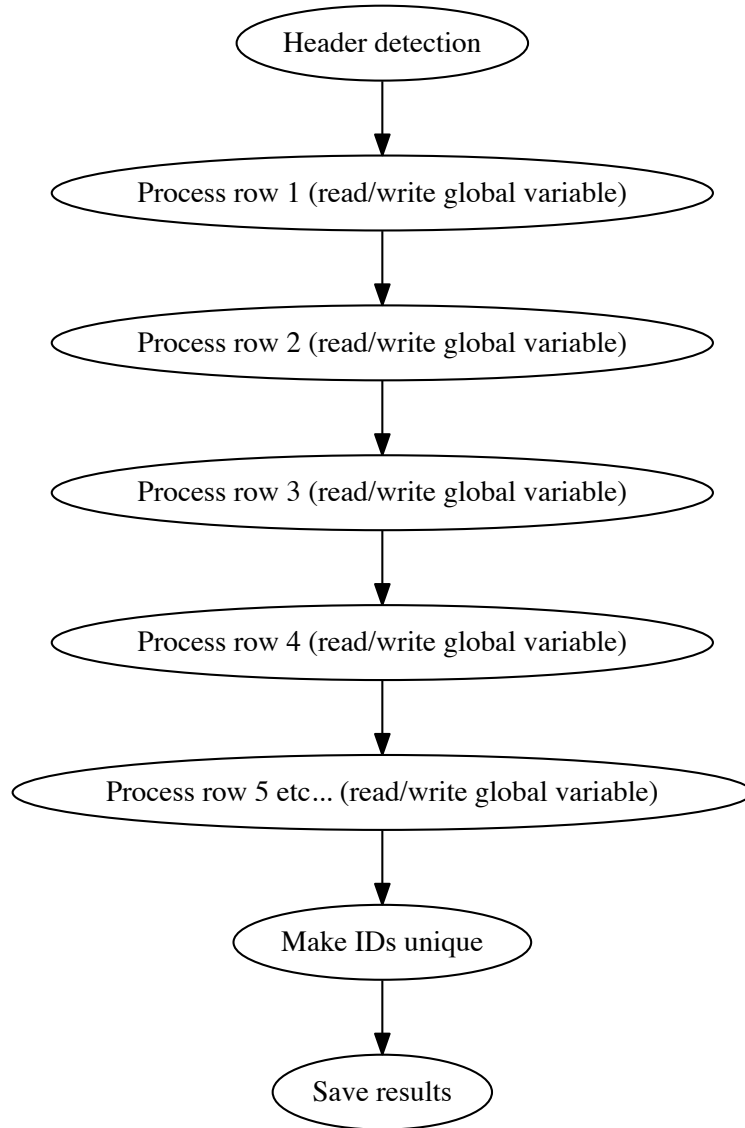 Header detection
Process row 1 (read/write global variable)
Process row 2 (read/write global variable)
Process row 3 (read/write global variable)
Process row 4 (read/write global variable)
Process row 5 etc... (read/write global variable)
Make IDs unique
Save results